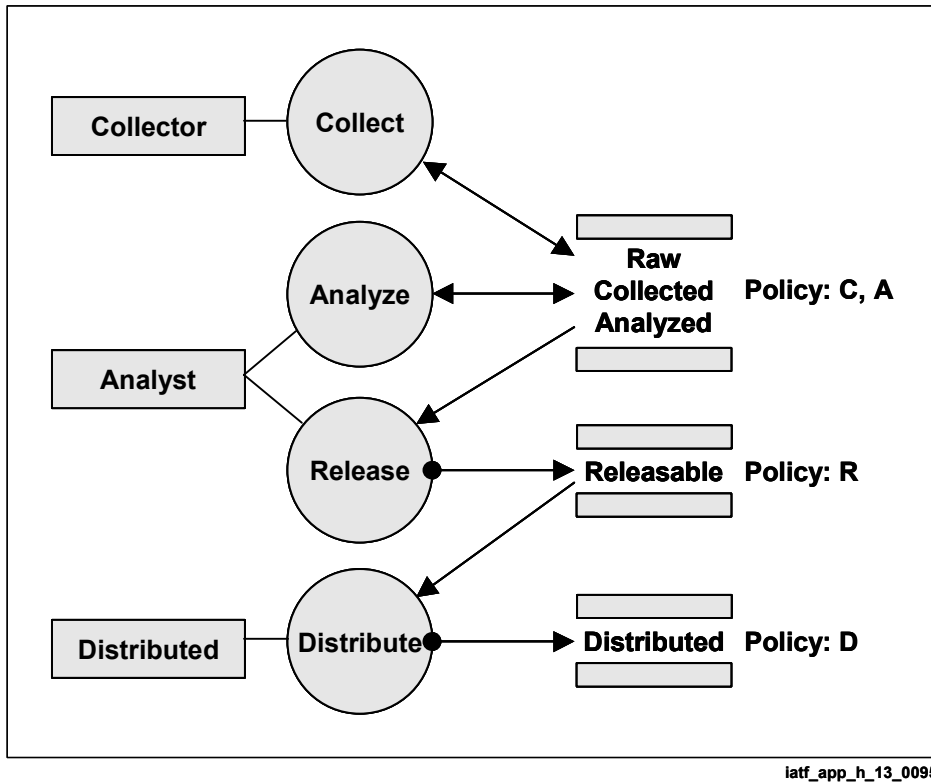 Collector
Collect
Raw
Collected
Analyzed
Policy: C, A
Analyze
Analyst
Release
Releasable
Policy: R
Distributed
Distribute
Distributed
Policy: D
iatf_app_h_13_0095